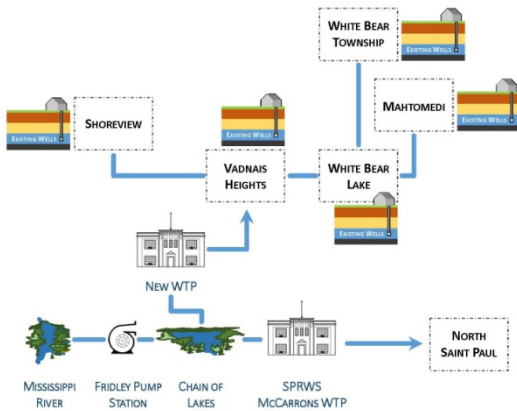 WHITE BEAR
TOWNSHIP
EXISTING WELLS
MAHTOMEDI
EXISTING WELLS
SHOREVIEW
EXISTING WELLS
EXISTING WELLS
VADNAIS
HEIGHTS
WHITE BEAR
LAKE
EXISTING WELLS
NEW WTP
NORTH
SAINT PAUL
MISSISSIPPI
RIVER
FRIDLEY PUMP
STATION
CHAIN OF
LAKES
SPRWS
MCCARRONS WTP